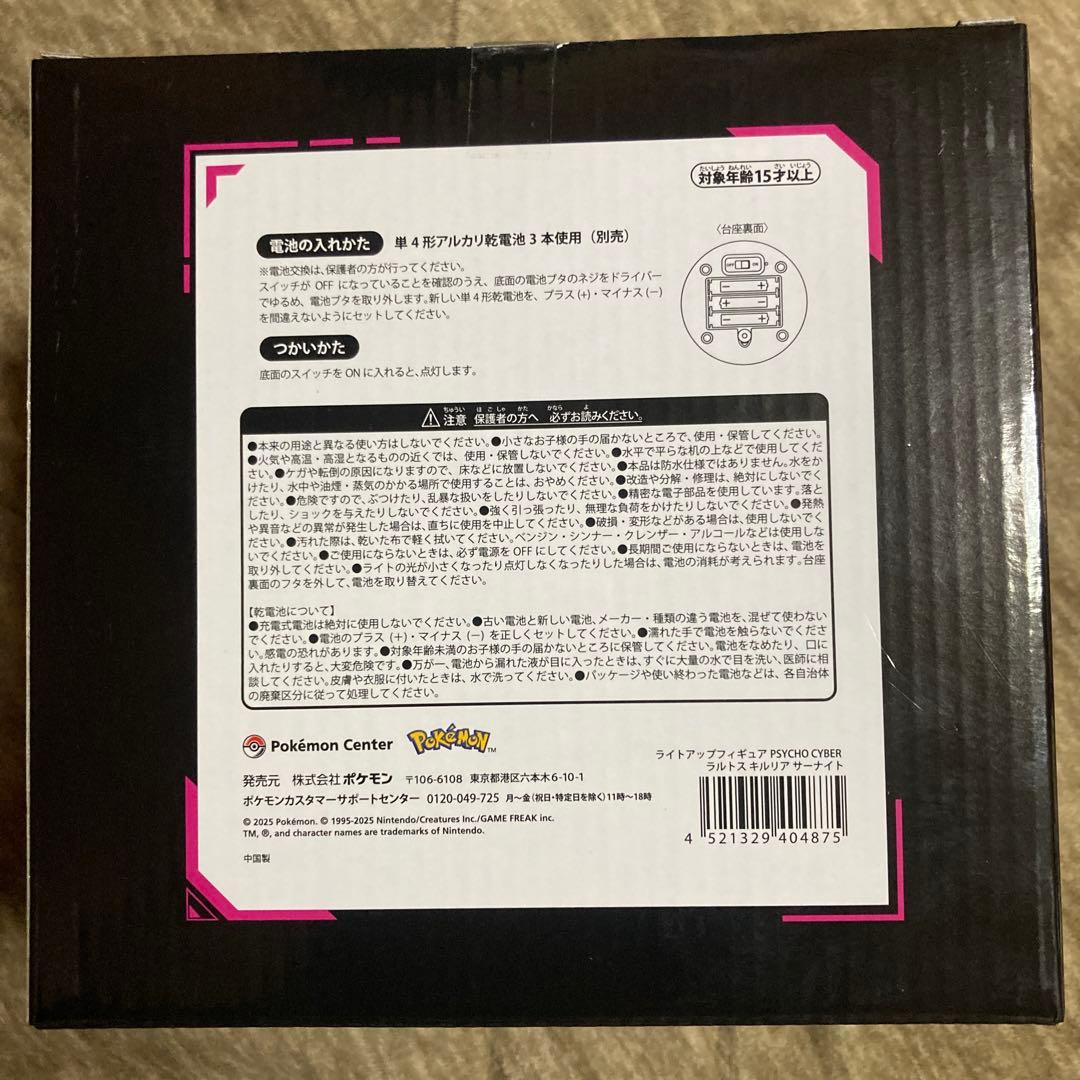 対象年齢15才以上
電池の入れかた 単4形アルカリ乾電池3本使用（別売）
〈台座裏面〉
OFF ON
※電池交換は、保護者の方が行ってください。
スイッチが OFF になっていることを確認のうえ、底面の電池ブタのネジをドライバー
でゆるめ、電池ブタを取り外します。新しい単4形乾電池を、プラス(+)・マイナス(−)
を間違えないようにセットしてください。
つかいかた
底面のスイッチをONに入れると、点灯します。
注意 保護者の方へ 必ずお読みください。
●本来の用途と異なる使い方はしないでください。●小さなお子様の手の届かないところで、使用・保管してください。
●火気や高温・高湿となるものの近くでは、使用・保管しないでください。●水平で平らな机の上などで使用してくだ
さい。●ケガや転倒の原因になりますので、床などに放置しないでください。●本品は防水仕様ではありません。水をか
けたり、水中や油煙・蒸気のかかる場所で使用することは、おやめください。●改造や分解・修理は、絶対にしないでく
ださい。●危険ですので、ぶつけたり、乱暴な扱いをしたりしないでください。●精密な電子部品を使用しています。落と
したり、ショックを与えたりしないでください。●強く引っ張ったり、無理な負荷をかけたりしないでください。●発熱
や異音などの異常が発生した場合は、直ちに使用を中止してください。●破損・変形などがある場合は、使用しないでく
ださい。●汚れた際は、乾いた布で軽く拭いてください。ベンジン・シンナー・クレンザー・アルコールなどは使用しな
いでください。●ご使用にならないときは、必ず電源をOFFにしてください。●長期間ご使用にならないときは、電池を
取り外してください。●ライトの光が小さくなったり点灯しなくなったりした場合は、電池の消耗が考えられます。台座
裏面のフタを外して、電池を取り替えてください。
【乾電池について】
●充電式電池は絶対に使用しないでください。●古い電池と新しい電池、メーカー・種類の違う電池を、混ぜて使わない
でください。●電池のプラス(+)・マイナス(−)を正しくセットしてください。●濡れた手で電池を触らないでくださ
い。感電の恐れがあります。●対象年齢未満のお子様の手の届かないところに保管してください。電池をなめたり、口に
入れたりすると、大変危険です。●万が一、電池から漏れた液が目に入ったときは、すぐに大量の水で目を洗い、医師に相
談してください。皮膚や衣服に付いたときは、水で洗ってください。●パッケージや使い終わった電池などは、各自治体
の廃棄区分に従って処理してください。
Pokémon Center POKéMON TM
ライトアップフィギュア PSYCHO CYBER
ラルトス キルリア サーナイト
発売元 株式会社ポケモン 〒106-6108 東京都港区六本木6-10-1
ポケモンカスタマーサポートセンター 0120-049-725 月〜金（祝日・特定日を除く）11時〜18時
© 2025 Pokémon. © 1995-2025 Nintendo/Creatures Inc./GAME FREAK inc.
TM, ®, and character names are trademarks of Nintendo.
4 521329 404875
中国製